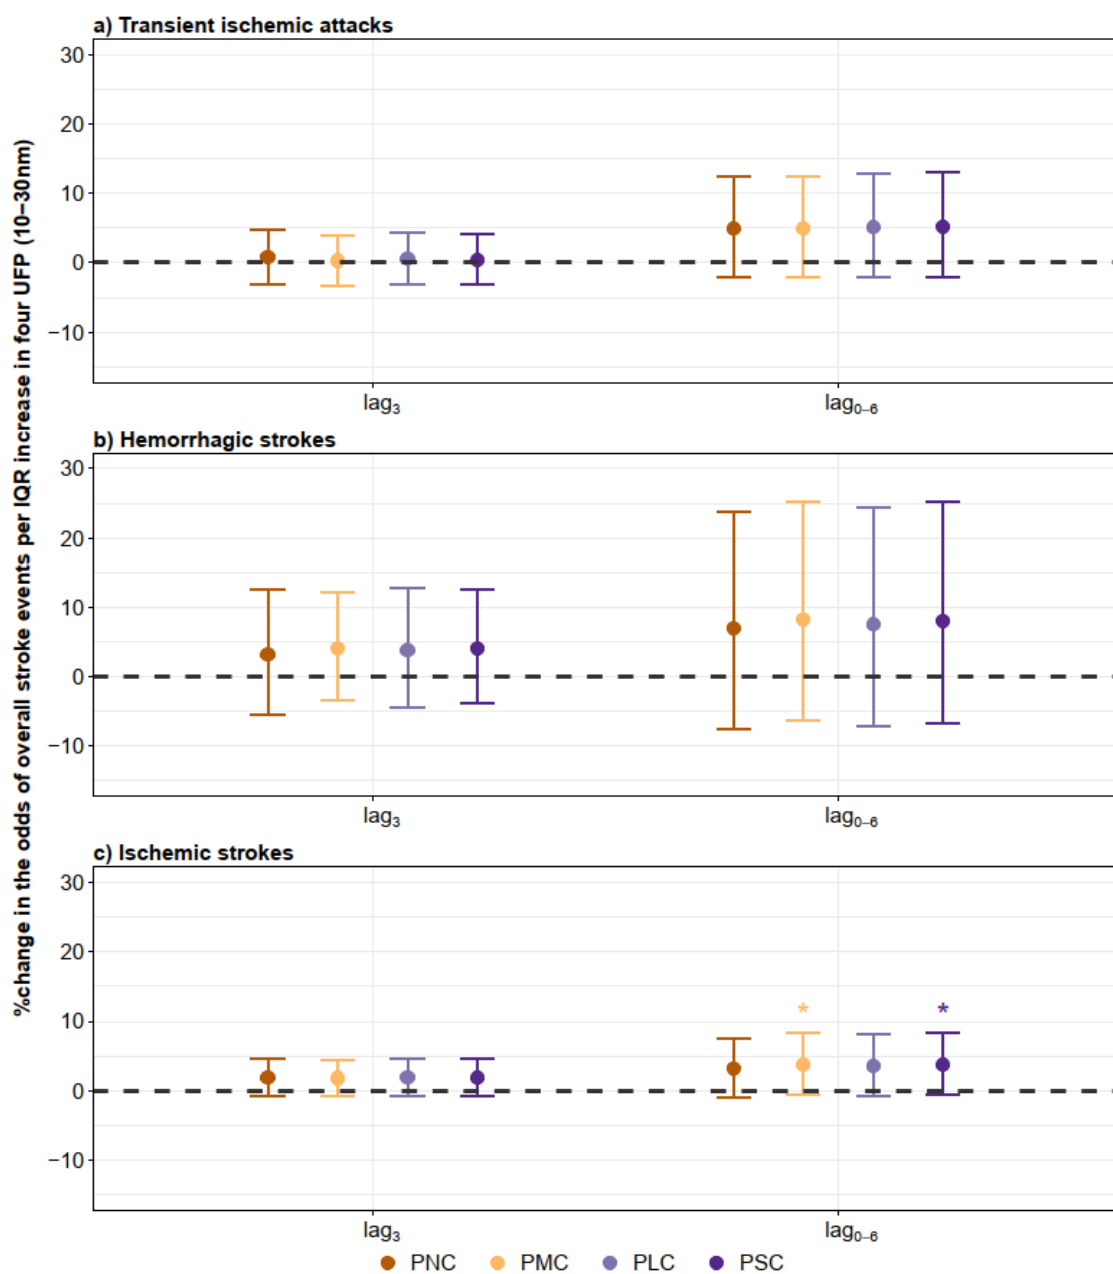 %change in the odds of overall stroke events per IQR increase in four UFP (10–30nm)
a) Transient ischemic attacks
30
20
10
0
−10
lag₃ lag₀₋₆
b) Hemorrhagic strokes
30
20
10
0
−10
lag₃ lag₀₋₆
c) Ischemic strokes
30
20
10
* *
0
−10
lag₃ lag₀₋₆
PNC PMC PLC PSC